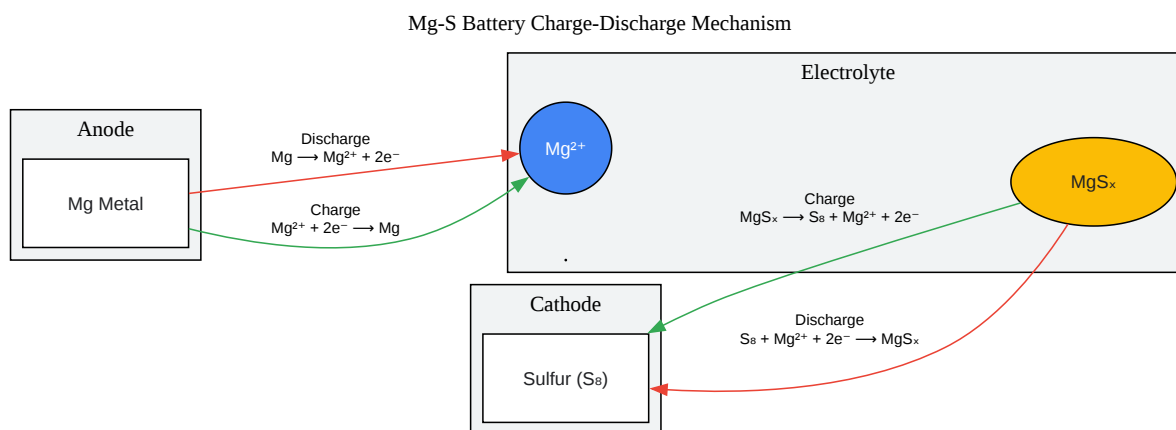 Mg-S Battery Charge-Discharge Mechanism
Electrolyte
Anode
Mg Metal
Discharge
Mg ⟶ Mg²⁺ + 2e⁻
Charge
Mg²⁺ + 2e⁻ ⟶ Mg
Mg²⁺
MgSₓ
Charge
MgSₓ ⟶ S₈ + Mg²⁺ + 2e⁻
.
Cathode
Sulfur (S₈)
Discharge
S₈ + Mg²⁺ + 2e⁻ ⟶ MgSₓ